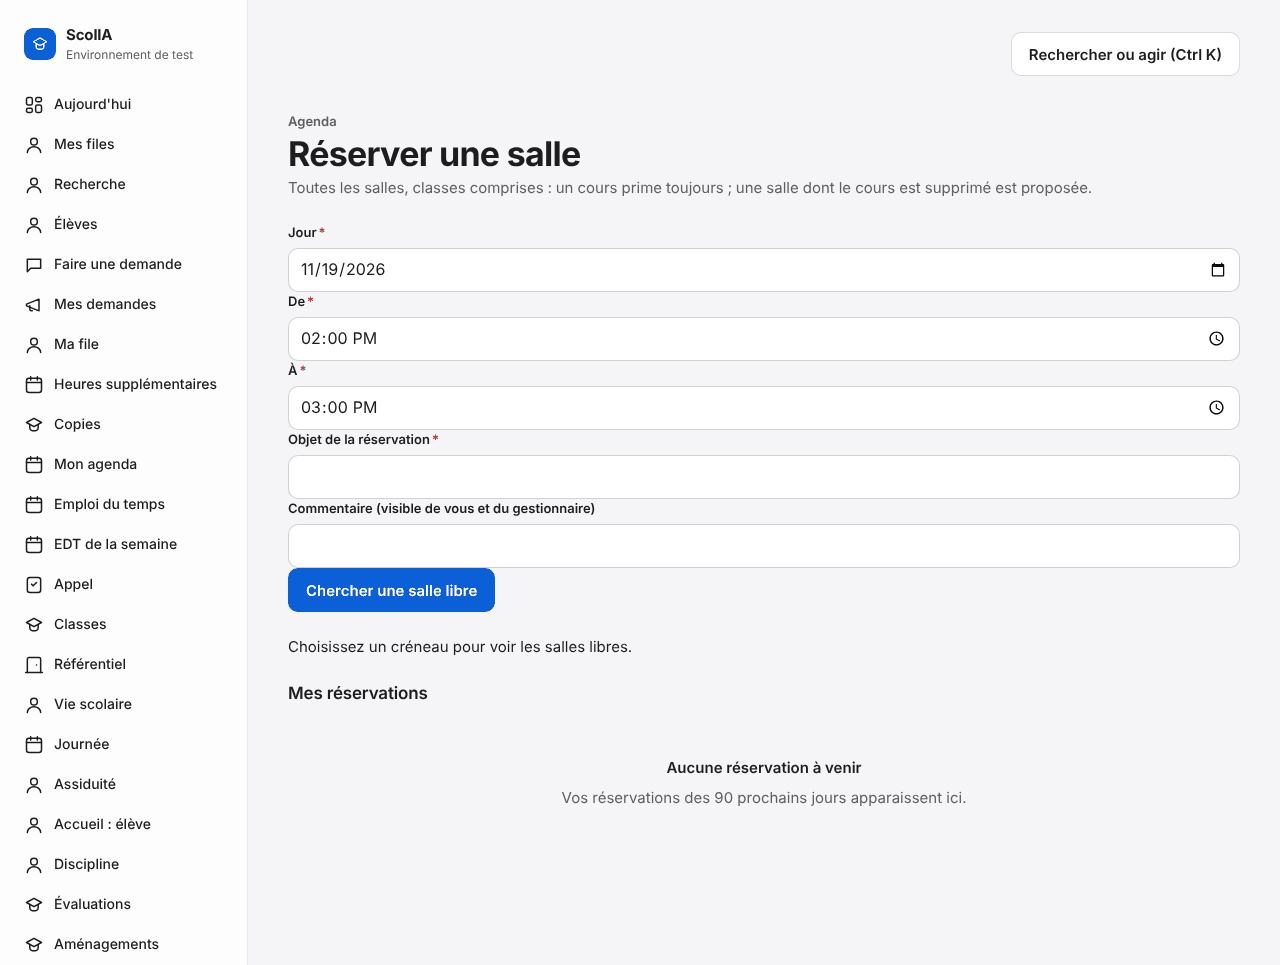 ScolIA
Environnement de test
Aujourd'hui
Mes files
Recherche
Élèves
Faire une demande
Mes demandes
Ma file
Heures supplémentaires
Copies
Mon agenda
Emploi du temps
EDT de la semaine
Appel
Classes
Référentiel
Vie scolaire
Journée
Assiduité
Accueil : élève
Discipline
Évaluations
Aménagements
Rechercher ou agir (Ctrl K)
Agenda
Réserver une salle
Toutes les salles, classes comprises : un cours prime toujours ; une salle dont le cours est supprimé est proposée.
Jour *
11/19/2026
De *
02:00 PM
À *
03:00 PM
Objet de la réservation *
Commentaire (visible de vous et du gestionnaire)
Chercher une salle libre
Choisissez un créneau pour voir les salles libres.
Mes réservations
Aucune réservation à venir
Vos réservations des 90 prochains jours apparaissent ici.